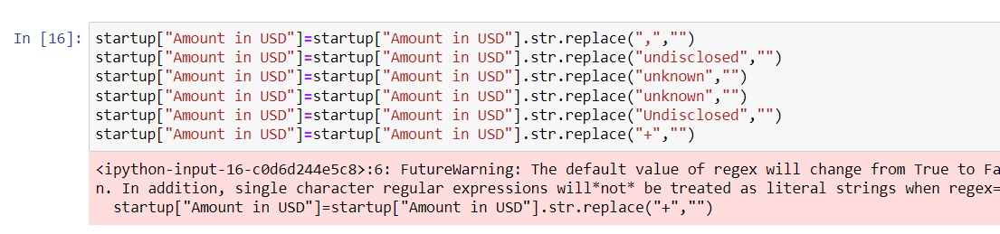 In [16]: startup["Amount in USD"]=startup["Amount in USD"].str.replace(",","")
startup["Amount in USD"]=startup["Amount in USD"].str.replace("undisclosed","")
startup["Amount in USD"]=startup["Amount in USD"].str.replace("unknown","")
startup["Amount in USD"]=startup["Amount in USD"].str.replace("unknown","")
startup["Amount in USD"]=startup["Amount in USD"].str.replace("Undisclosed","")
startup["Amount in USD"]=startup["Amount in USD"].str.replace("+","")
<ipython-input-16-c0d6d244e5c8>:6: FutureWarning: The default value of regex will change from True to Fa
n. In addition, single character regular expressions will*not* be treated as literal strings when regex=
startup["Amount in USD"]=startup["Amount in USD"].str.replace("+","")